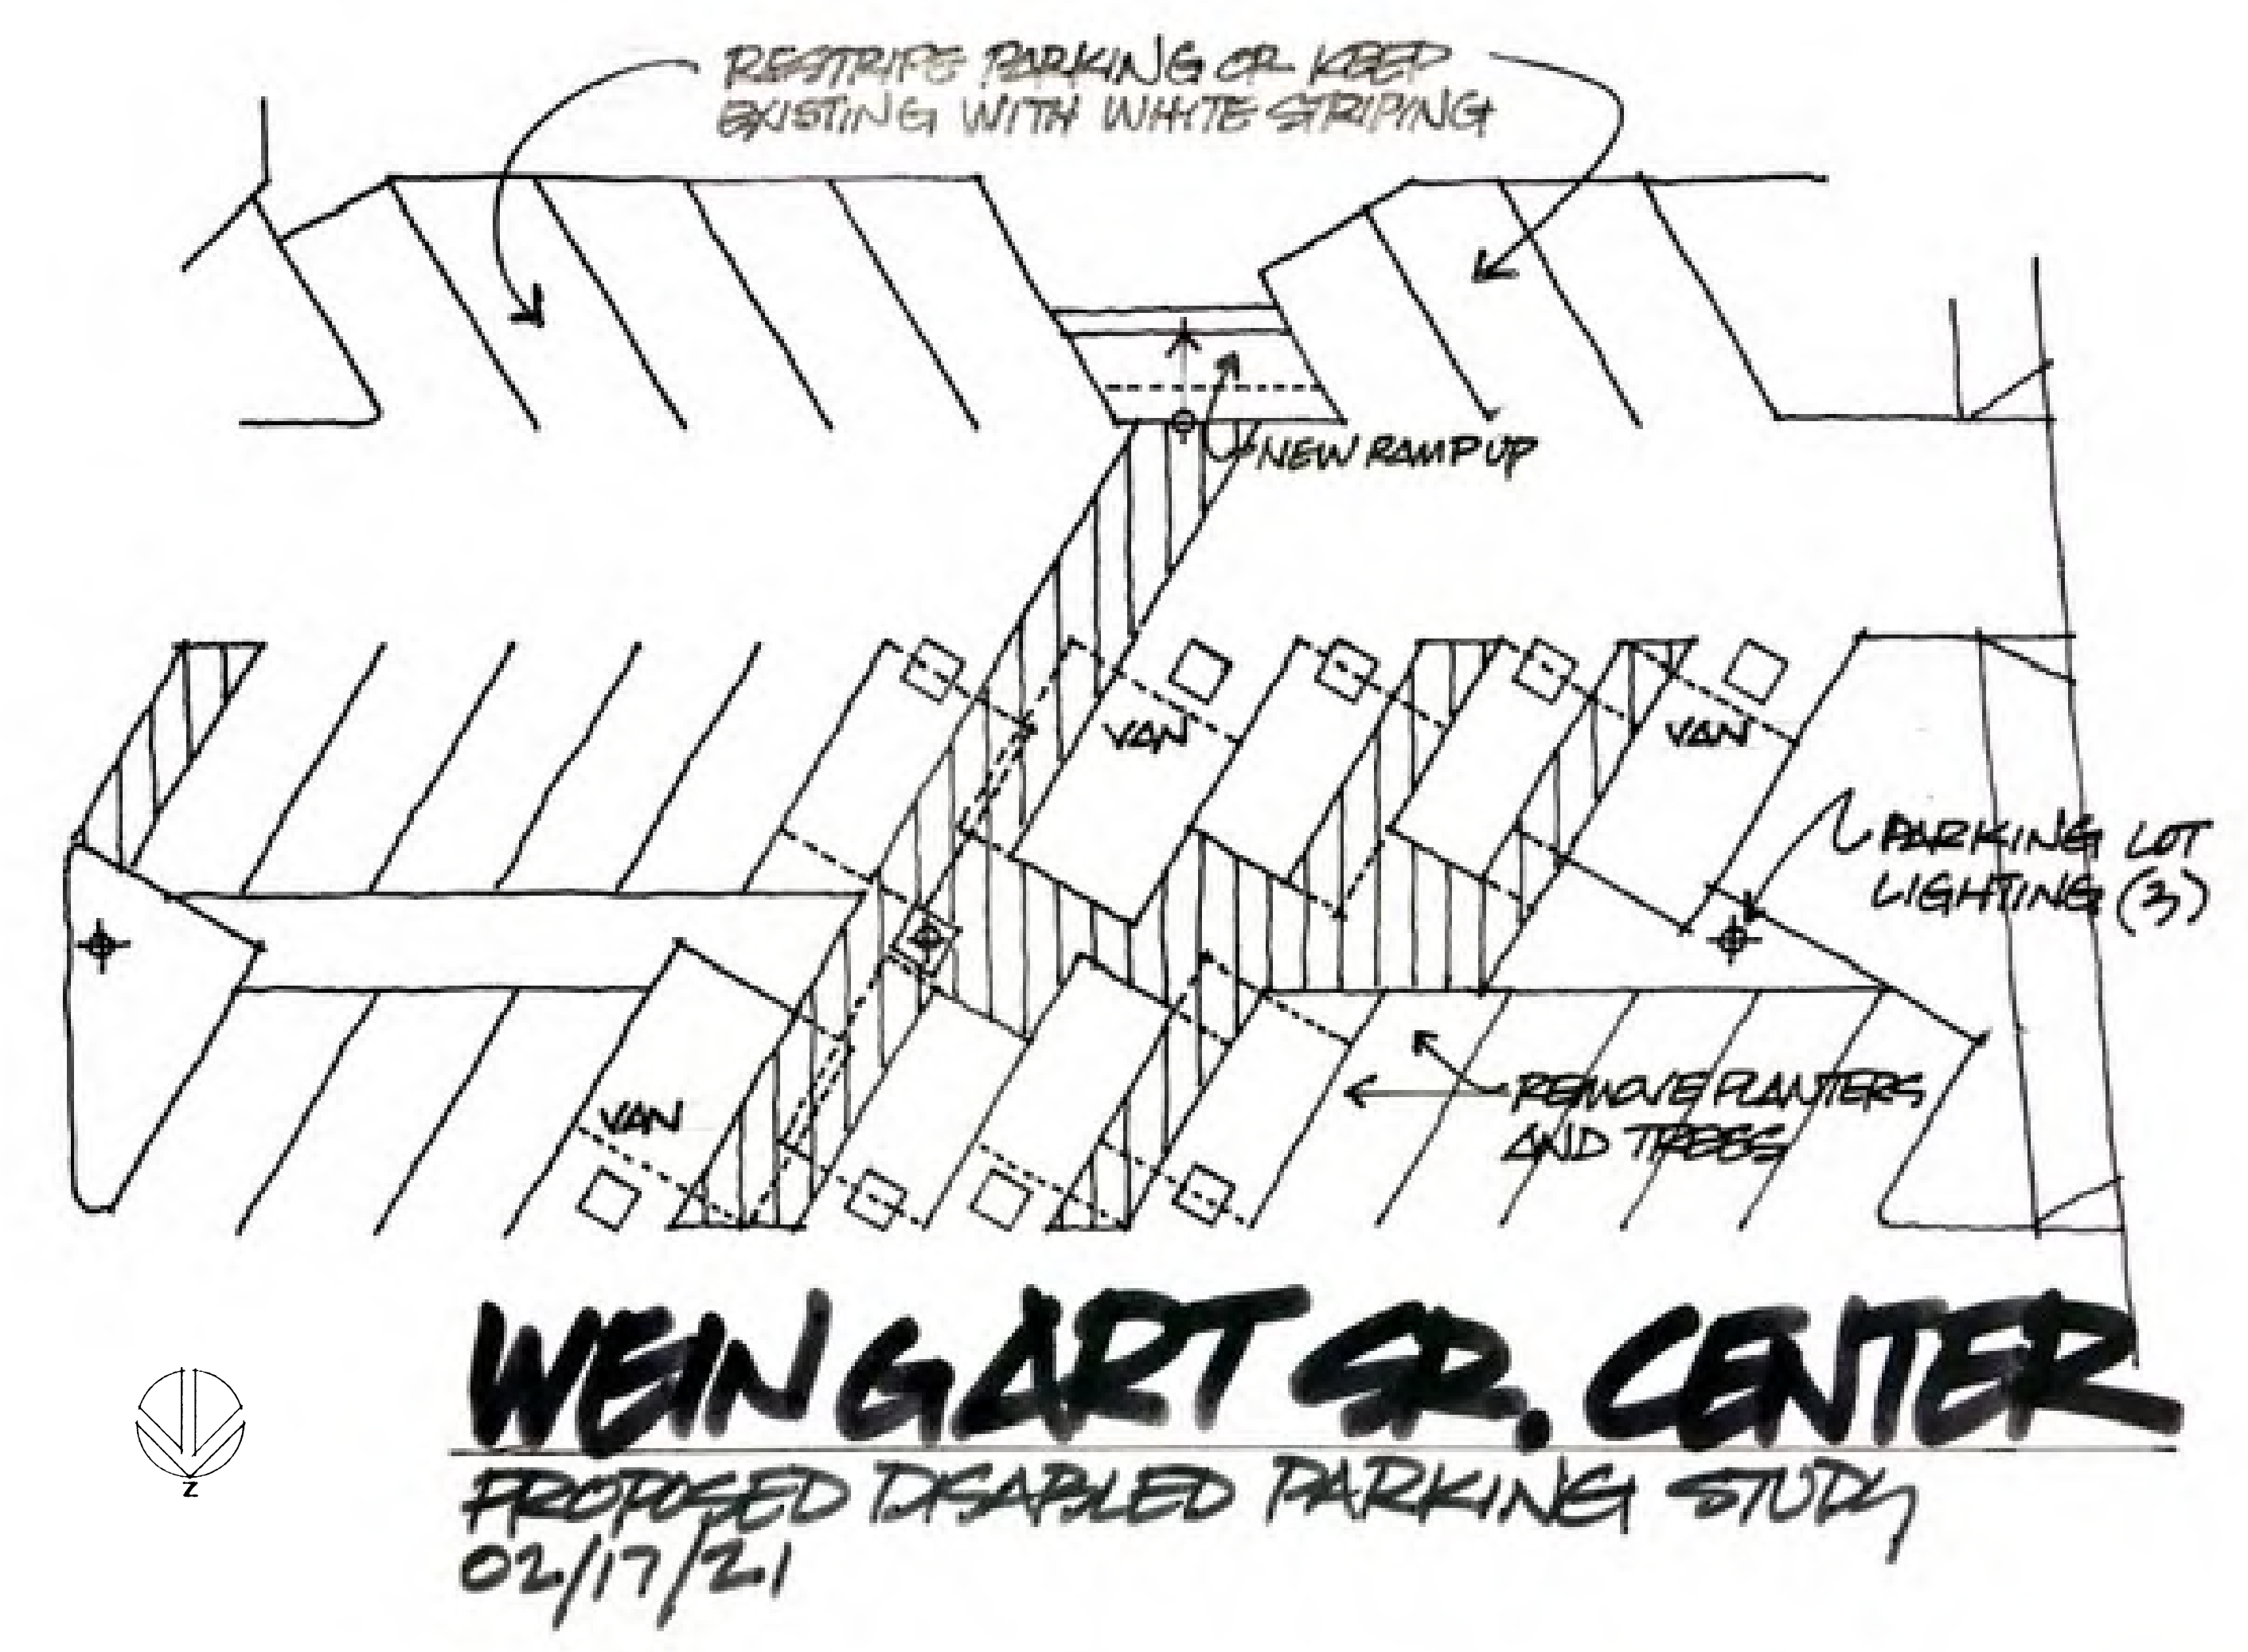 RESTRIPE PARKING OR KEEP
EXISTING WITH WHITE STRIPING
NEW RAMP UP
VAN
VAN
PARKING LOT
LIGHTING (3)
VAN
REMOVE PLANTERS
AND TREES
WEINGART SR. CENTER
PROPOSED DISABLED PARKING STUDY
02/17/21
Z